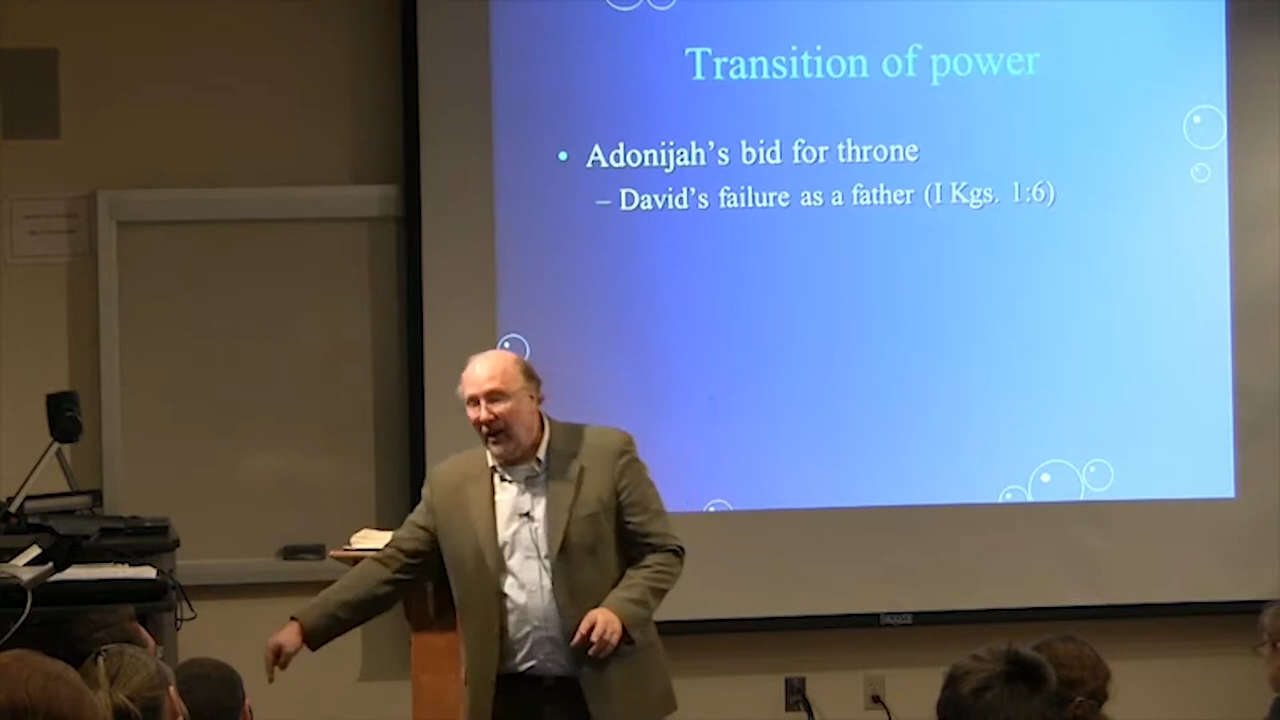 Transition of power
• Adonijah's bid for throne
– David's failure as a father (I Kgs. 1:6)